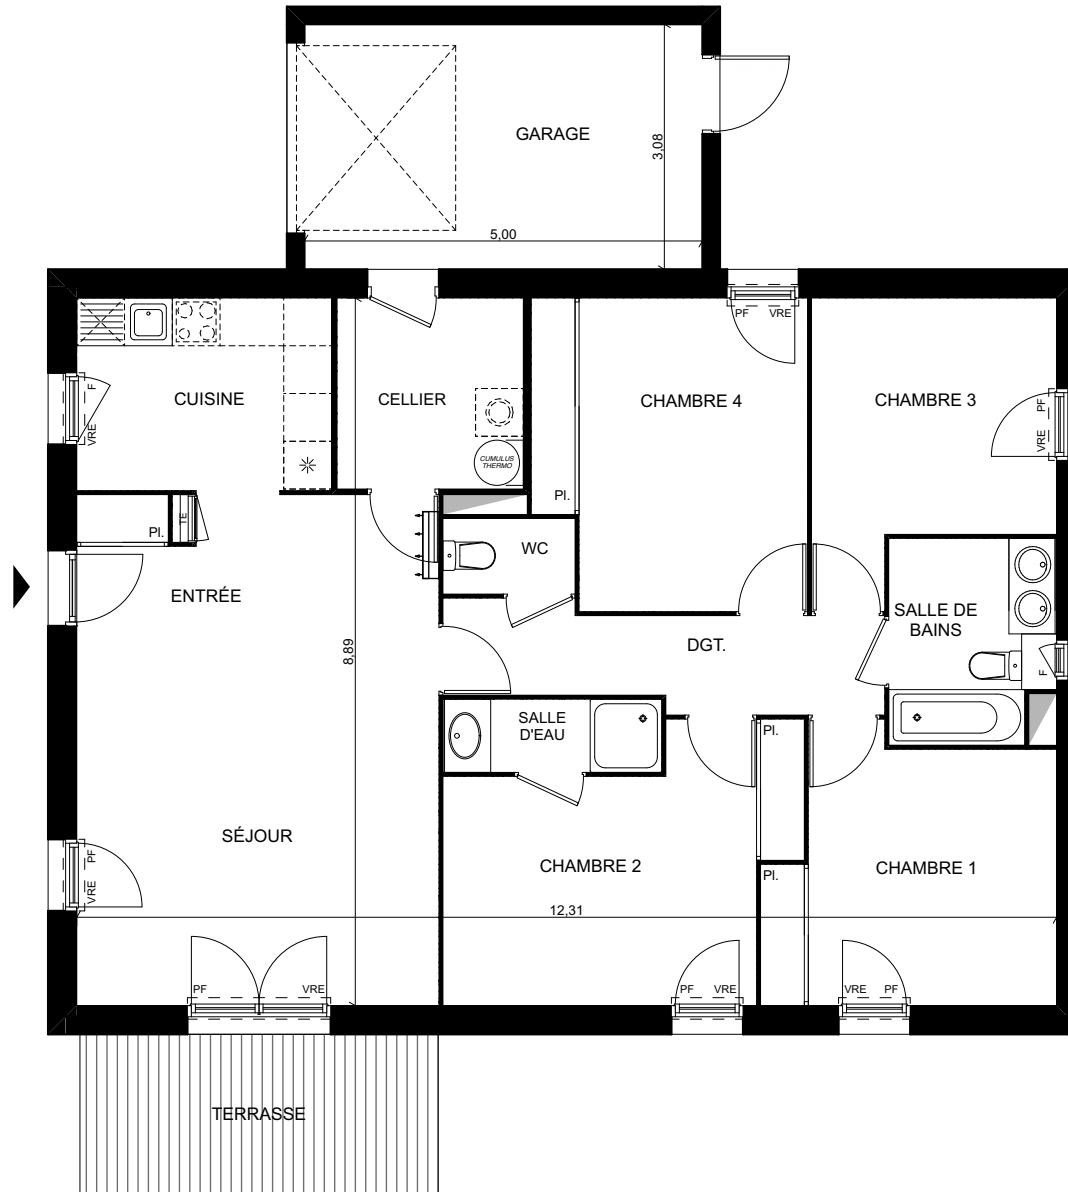 GARAGE
3,08
5,00
PF
VRE
CUISINE
F
VRE
CELLIER
CUMULUS
THERMO
CHAMBRE 4
CHAMBRE 3
PF
VRE
Pl.
Pl.
TE
WC
ENTRÉE
SALLE DE
BAINS
F
DGT.
8,89
SALLE
D'EAU
Pl.
SÉJOUR
PF
VRE
CHAMBRE 2
Pl.
CHAMBRE 1
12,31
PF
VRE
PF
VRE
VRE
PF
TERRASSE